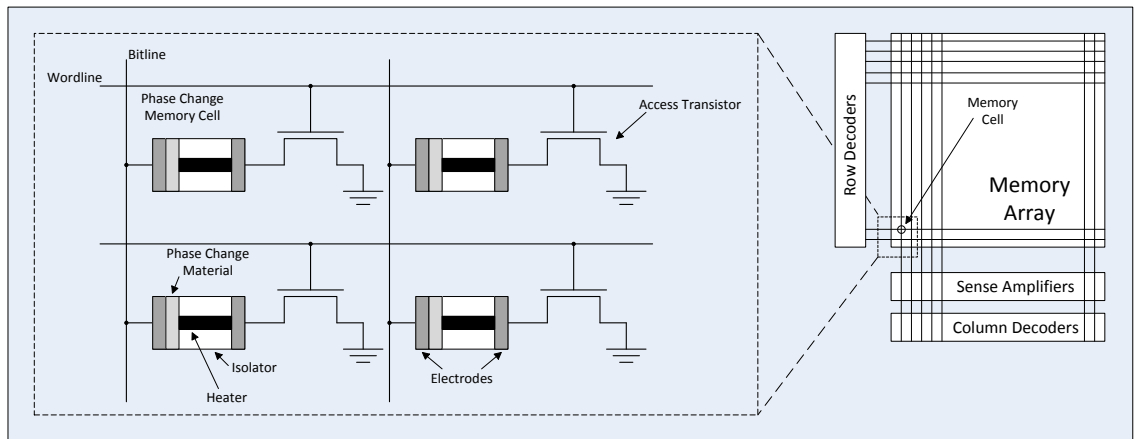 Bitline
Wordline
Phase Change
Memory Cell
Access Transistor
Phase Change
Material
Isolator
Heater
Electrodes
Row Decoders
Memory
Cell
Memory
Array
Sense Amplifiers
Column Decoders